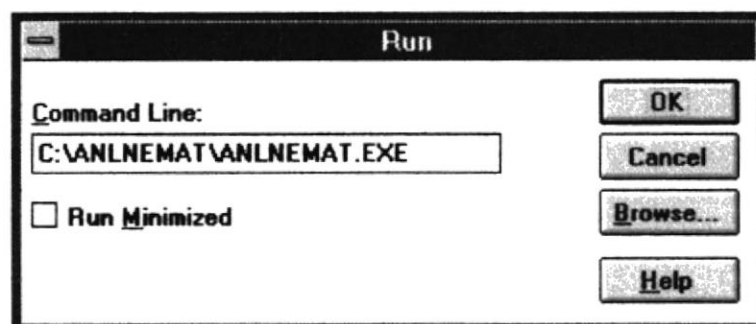 Run
Command Line:
OK
C:\ANLNEMAT\ANLNEMAT.EXE
Cancel
Run Minimized
Browse...
Help